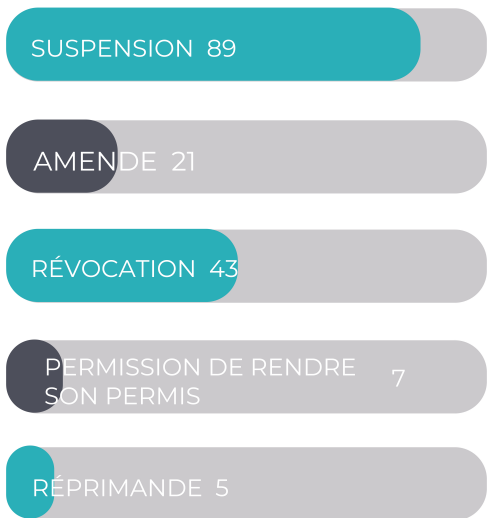 SUSPENSION 89
AMENDE 21
RÉVOCATION 43
PERMISSION DE RENDRE 7
SON PERMIS
RÉPRIMANDE 5